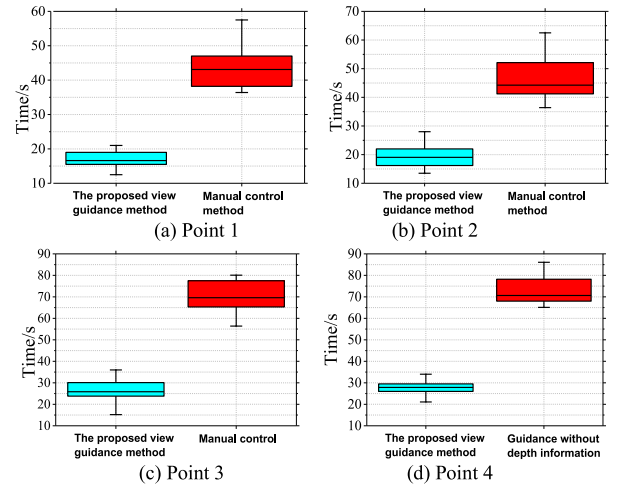 60
50
40
30
20
10
Time/s
The proposed view
guidance method
Manual control
method
(a) Point 1
70
60
50
40
30
20
10
Time/s
The proposed view
guidance method
Manual control
method
(b) Point 2
90
80
70
60
50
40
30
20
10
Time/s
The proposed view
guidance method
Manual control
(c) Point 3
90
80
70
60
50
40
30
20
10
Time/s
The proposed view
guidance method
Guidance without
depth information
(d) Point 4